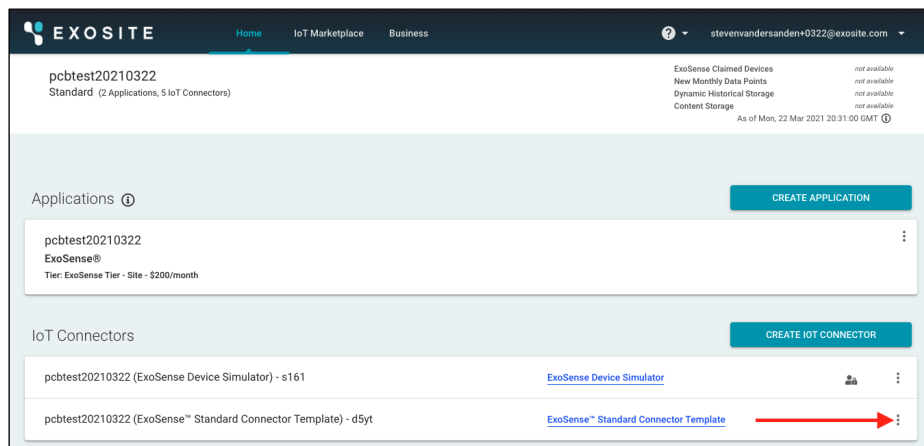 EXOSITE
Home IoT Marketplace Business
stevenvandersanden+0322@exosite.com
pcbtest20210322
Standard (2 Applications, 5 IoT Connectors)
ExoSense Claimed Devices not available
New Monthly Data Points not available
Dynamic Historical Storage not available
Content Storage not available
As of Mon, 22 Mar 2021 20:31:00 GMT
Applications
CREATE APPLICATION
pcbtest20210322
ExoSense®
Tier: ExoSense Tier - Site - $200/month
IoT Connectors
CREATE IOT CONNECTOR
pcbtest20210322 (ExoSense Device Simulator) - s161 ExoSense Device Simulator
pcbtest20210322 (ExoSense™ Standard Connector Template) - d5yt ExoSense™ Standard Connector Template